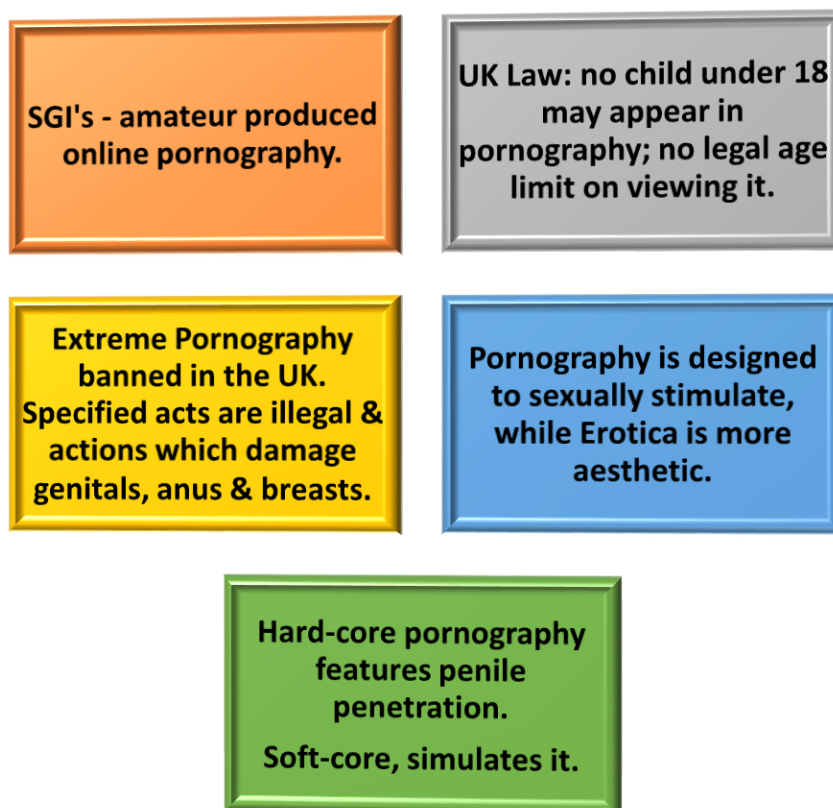 SGI's - amateur produced
online pornography.
UK Law: no child under 18
may appear in
pornography; no legal age
limit on viewing it.
Extreme Pornography
banned in the UK.
Specified acts are illegal &
actions which damage
genitals, anus & breasts.
Pornography is designed
to sexually stimulate,
while Erotica is more
aesthetic.
Hard-core pornography
features penile
penetration.
Soft-core, simulates it.